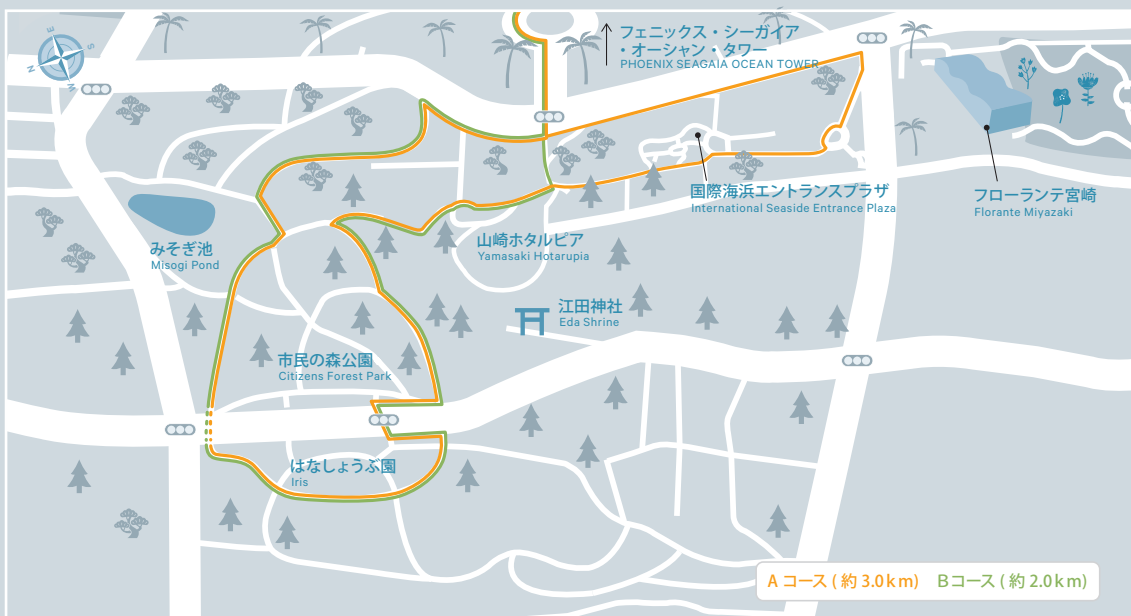 フェニックス・シーガイア
・オーシャン・タワー
PHOENIX SEAGAIA OCEAN TOWER
E
S
N
W
国際海浜エントランスプラザ
International Seaside Entrance Plaza
フローランテ宮崎
Florante Miyazaki
みそぎ池
Misogi Pond
山崎ホタルピア
Yamasaki Hotarupia
江田神社
Eda Shrine
市民の森公園
Citizens Forest Park
はなしょうぶ園
Iris
Aコース(約3.0km) Bコース(約2.0km)